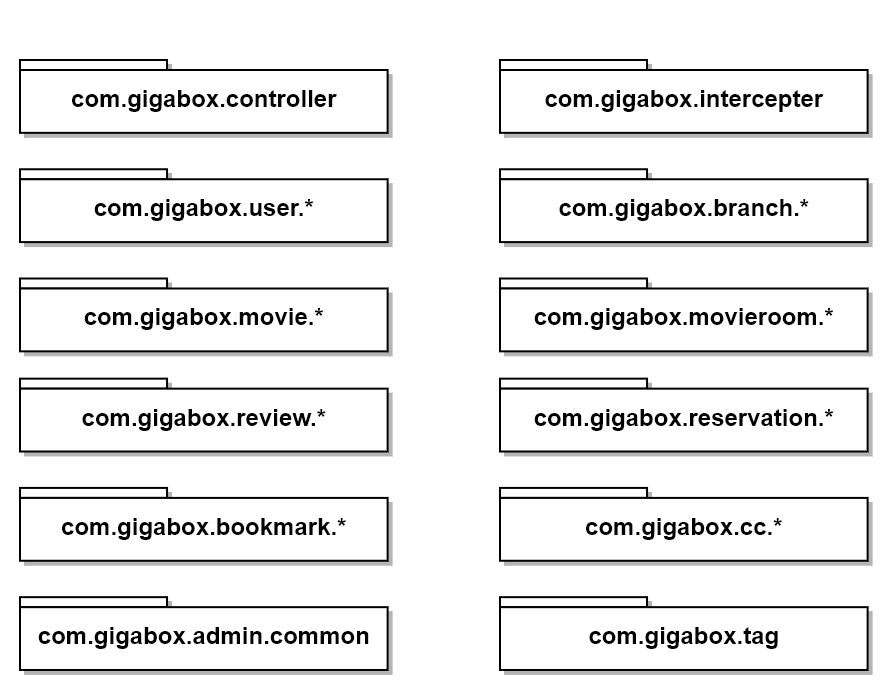 com.gigabox.controller
com.gigabox.intercepter
com.gigabox.user.*
com.gigabox.branch.*
com.gigabox.movie.*
com.gigabox.movieroom.*
com.gigabox.review.*
com.gigabox.reservation.*
com.gigabox.bookmark.*
com.gigabox.cc.*
com.gigabox.admin.common
com.gigabox.tag